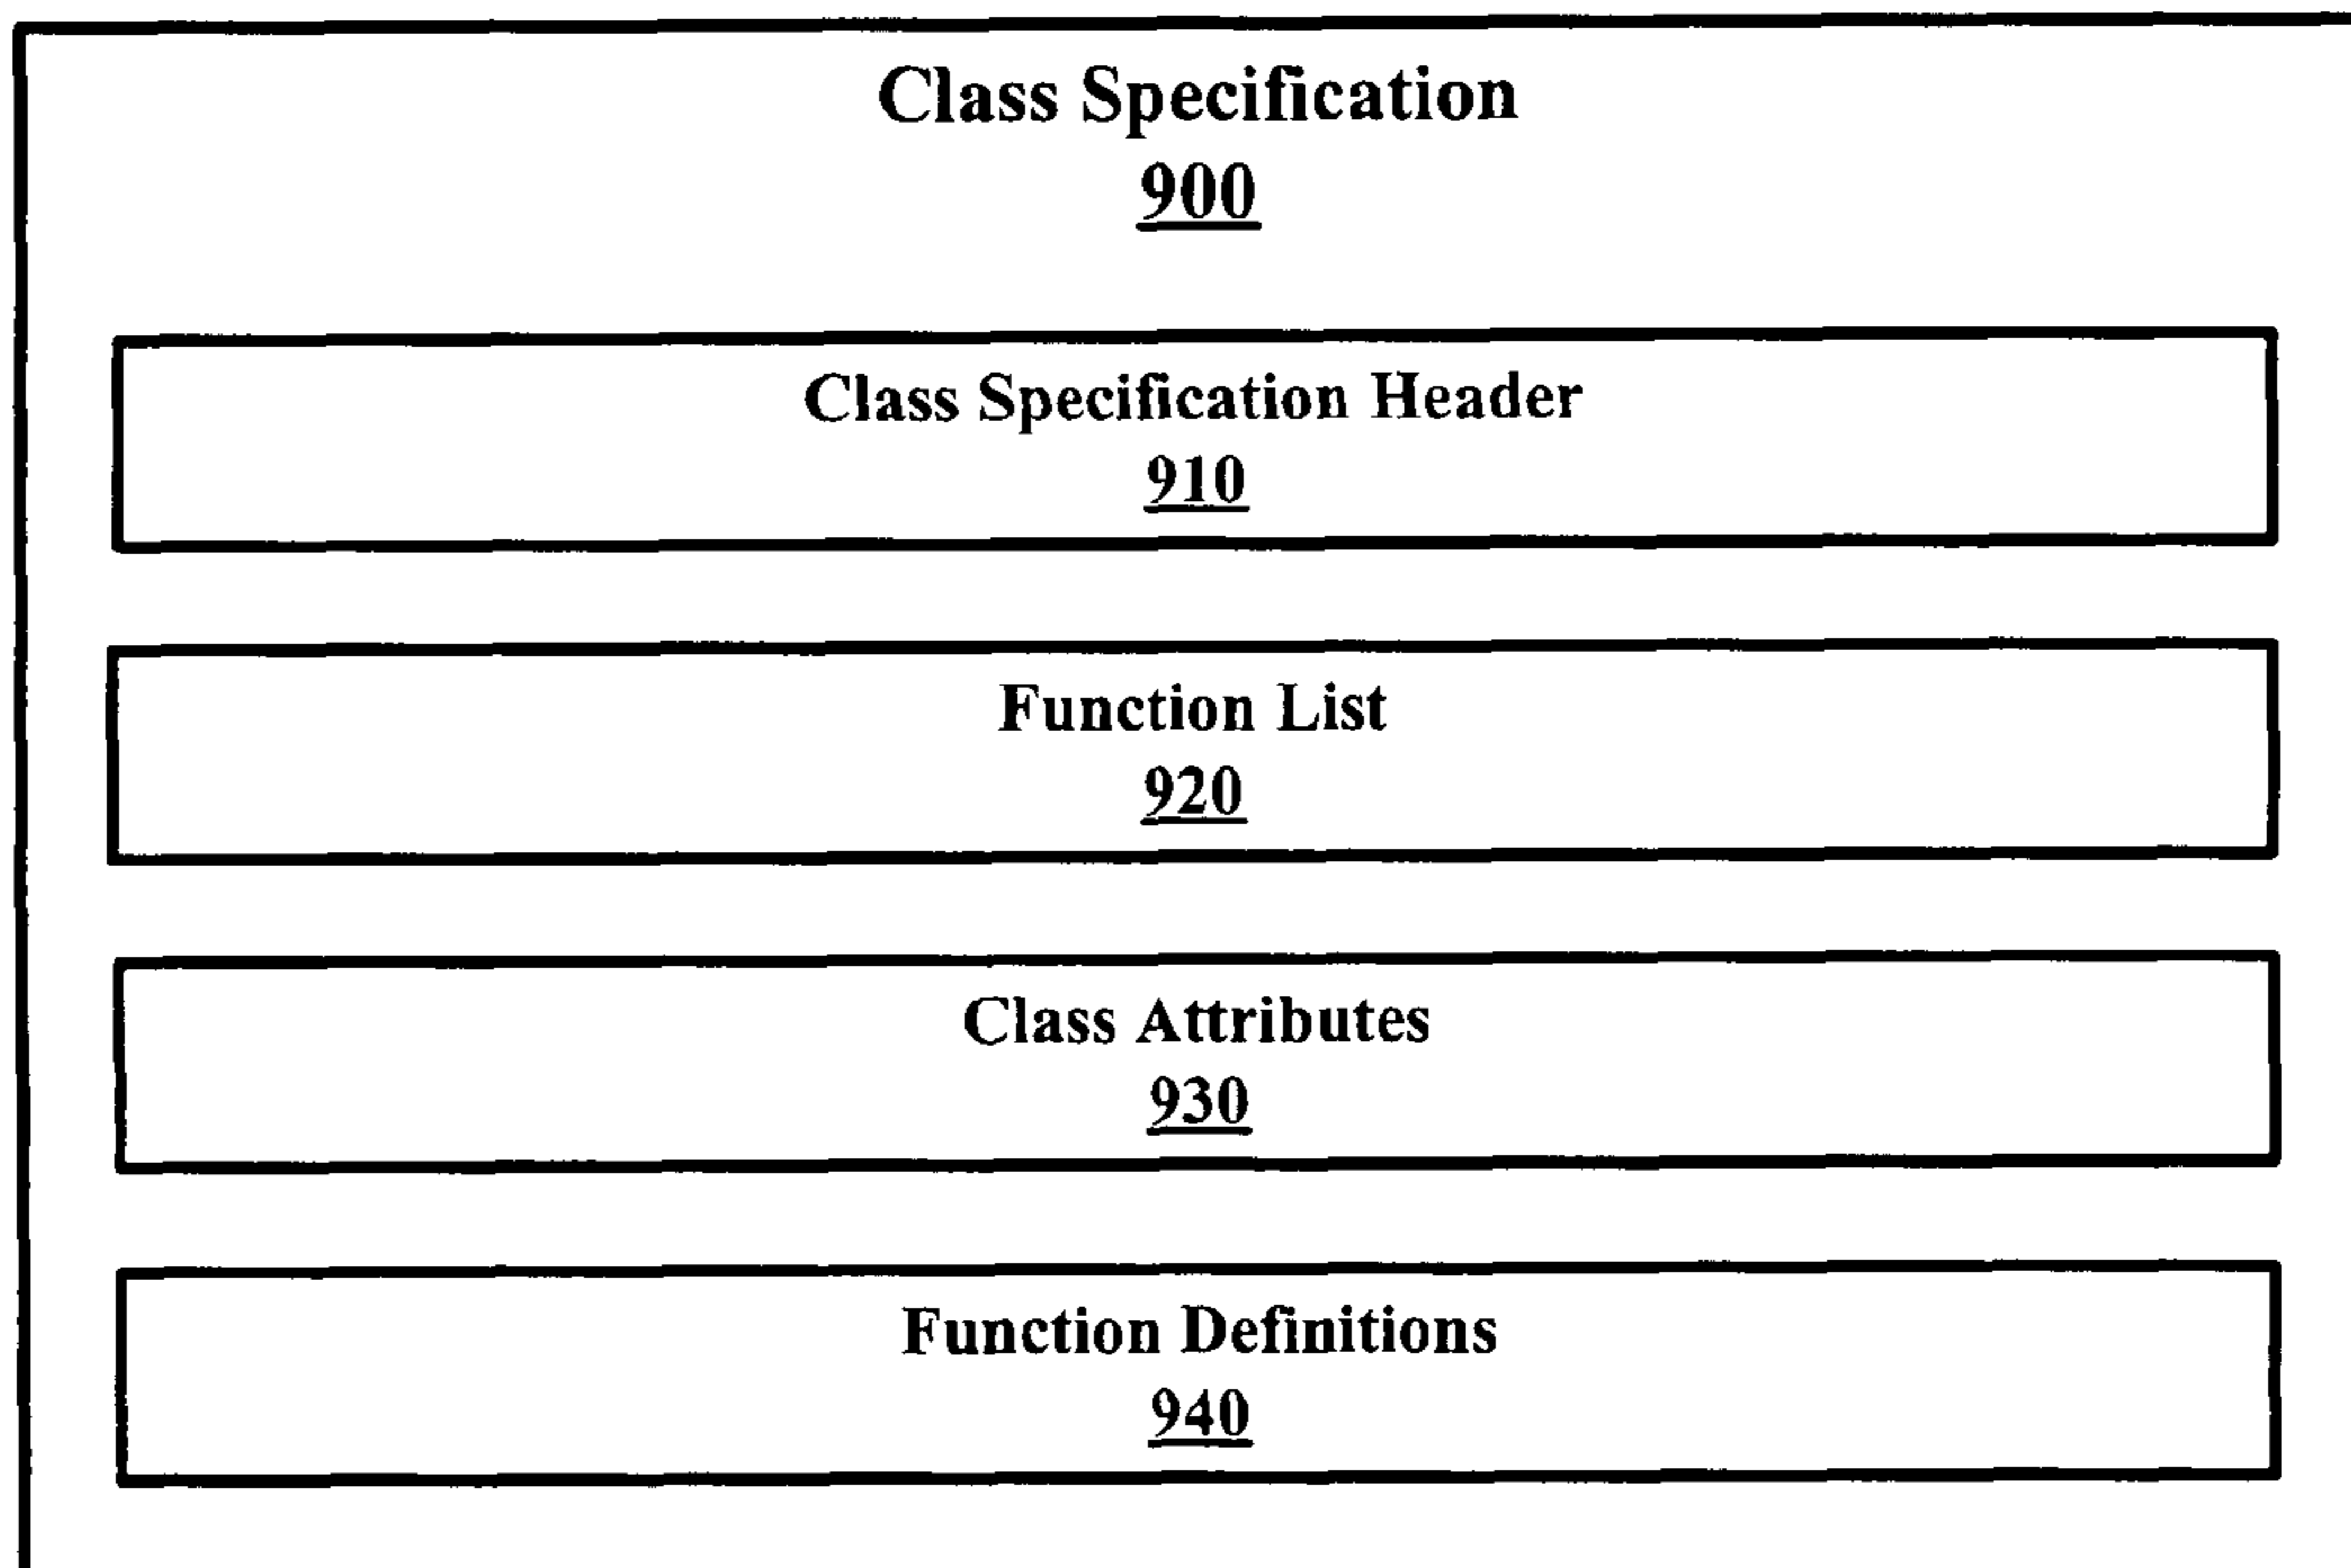 Class Specification
900
Class Specification Header
910
Function List
920
Class Attributes
930
Function Definitions
940